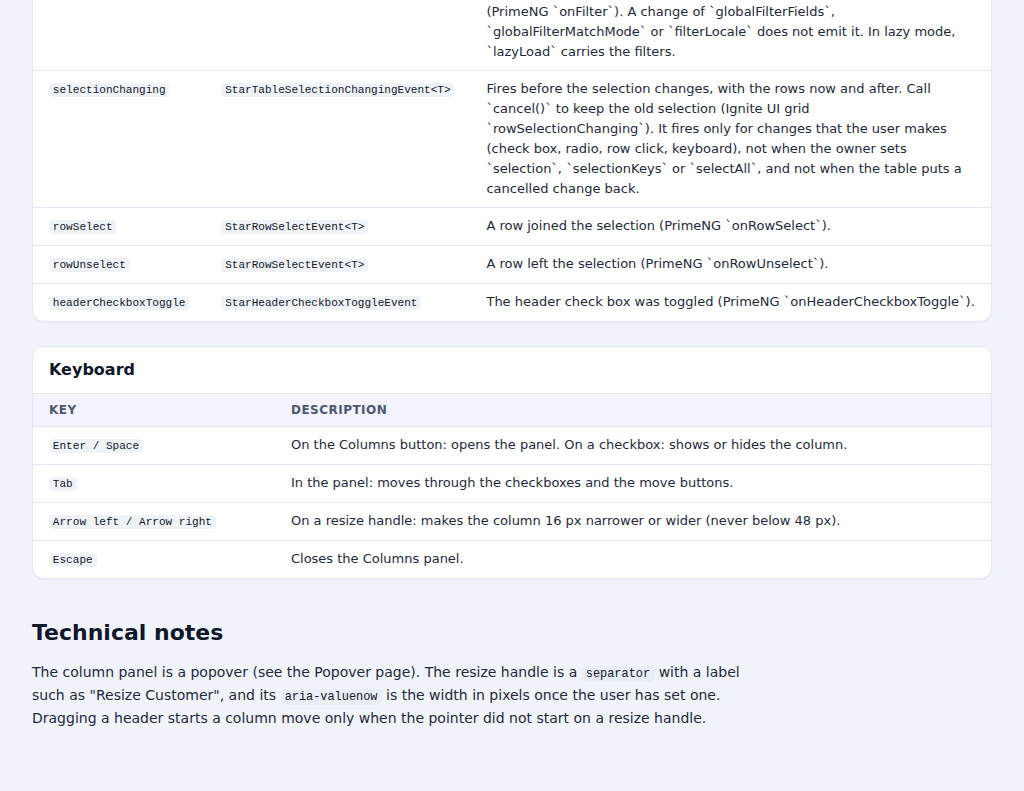 (PrimeNG `onFilter`). A change of `globalFilterFields`,
`globalFilterMatchMode` or `filterLocale` does not emit it. In lazy mode,
`lazyLoad` carries the filters.
selectionChanging StarTableSelectionChangingEvent<T> Fires before the selection changes, with the rows now and after. Call
`cancel()` to keep the old selection (Ignite UI grid
`rowSelectionChanging`). It fires only for changes that the user makes
(check box, radio, row click, keyboard), not when the owner sets
`selection`, `selectionKeys` or `selectAll`, and not when the table puts a
cancelled change back.
rowSelect StarRowSelectEvent<T> A row joined the selection (PrimeNG `onRowSelect`).
rowUnselect StarRowSelectEvent<T> A row left the selection (PrimeNG `onRowUnselect`).
headerCheckboxToggle StarHeaderCheckboxToggleEvent The header check box was toggled (PrimeNG `onHeaderCheckboxToggle`).
Keyboard
KEY DESCRIPTION
Enter / Space On the Columns button: opens the panel. On a checkbox: shows or hides the column.
Tab In the panel: moves through the checkboxes and the move buttons.
Arrow left / Arrow right On a resize handle: makes the column 16 px narrower or wider (never below 48 px).
Escape Closes the Columns panel.
Technical notes
The column panel is a popover (see the Popover page). The resize handle is a separator with a label
such as "Resize Customer", and its aria-valuenow is the width in pixels once the user has set one.
Dragging a header starts a column move only when the pointer did not start on a resize handle.